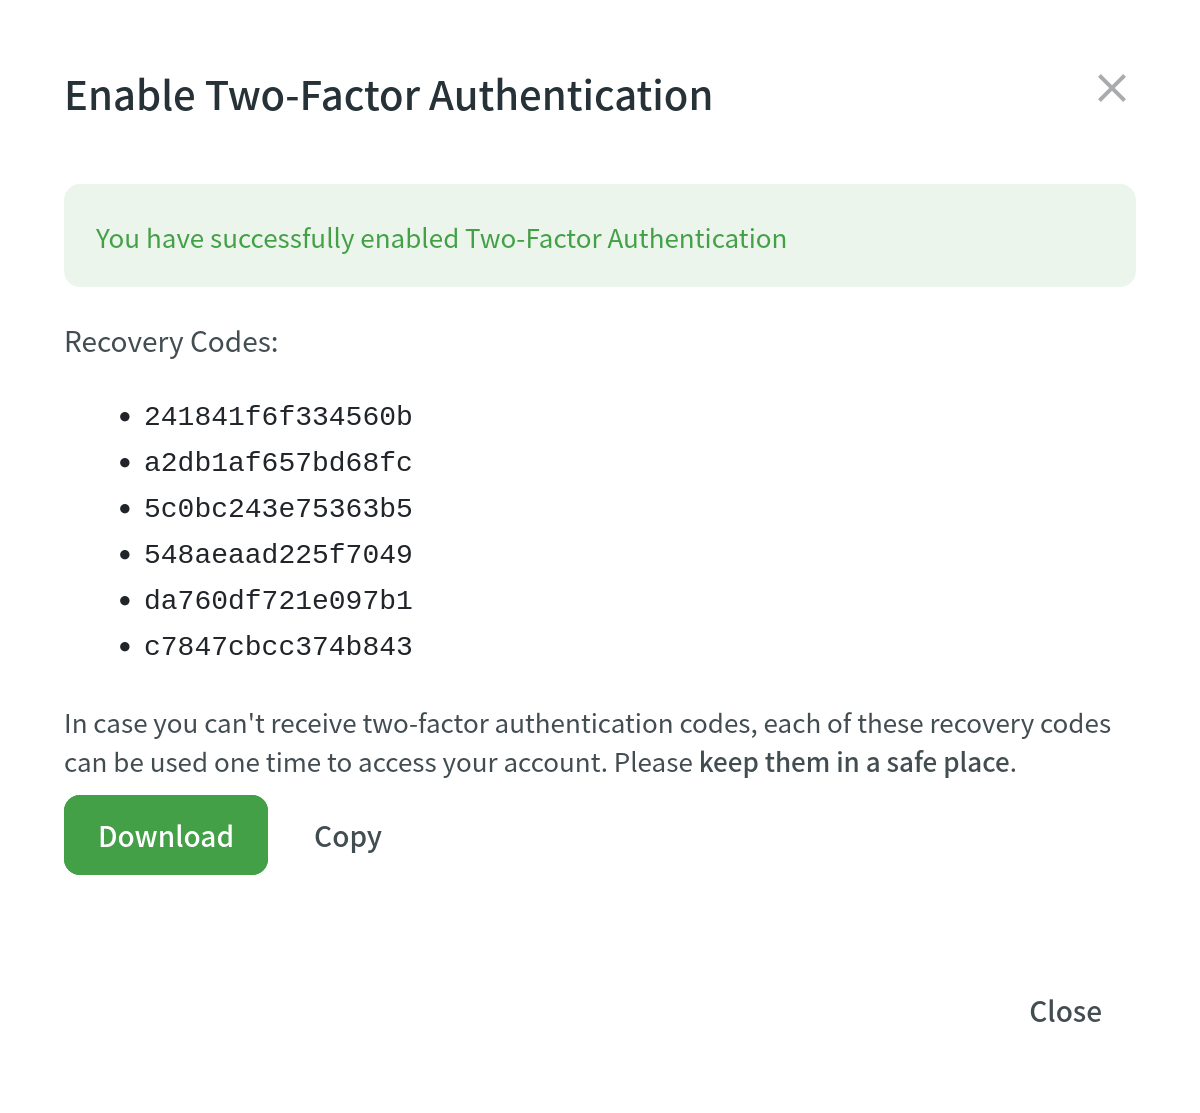 Enable Two-Factor Authentication
You have successfully enabled Two-Factor Authentication
Recovery Codes:
241841f6f334560b
a2db1af657bd68fc
5c0bc243e75363b5
548aeaad225f7049
da760df721e097b1
c7847cbcc374b843
In case you can't receive two-factor authentication codes, each of these recovery codes
can be used one time to access your account. Please keep them in a safe place.
Download Copy
Close